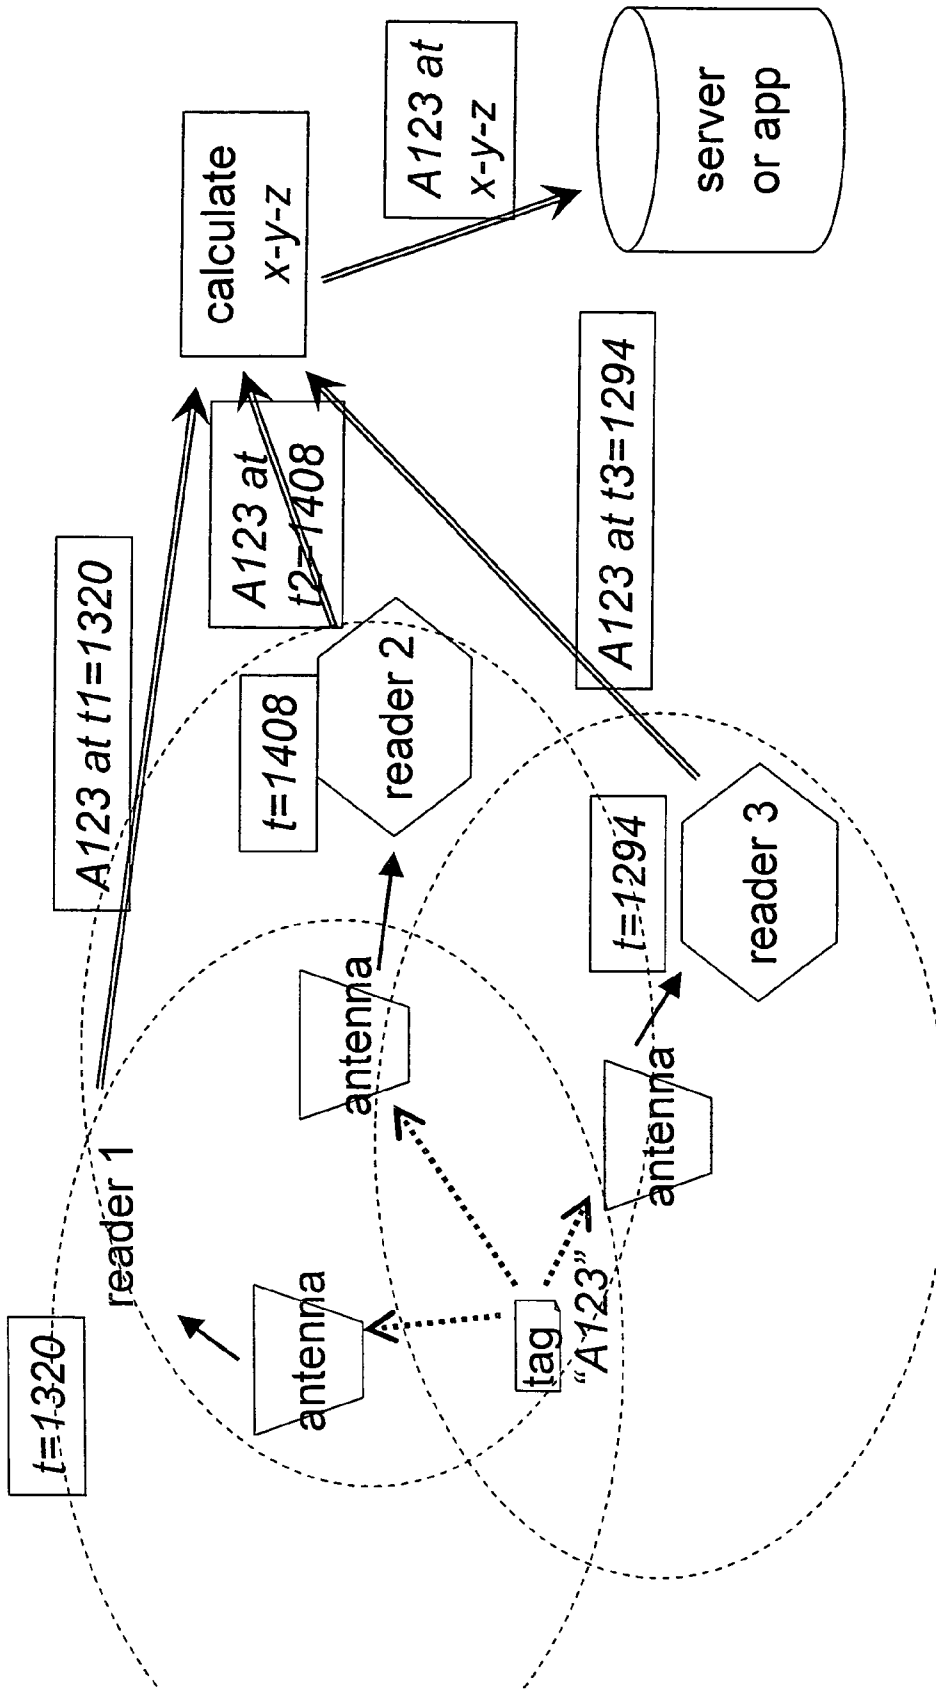 t=1320
reader 1
antenna
A123 at t1=1320
tag
“A123”
antenna
t=1408
reader 2
A123 at
t2=1408
antenna
t=1294
reader 3
A123 at t3=1294
calculate
x-y-z
A123 at
x-y-z
server
or app